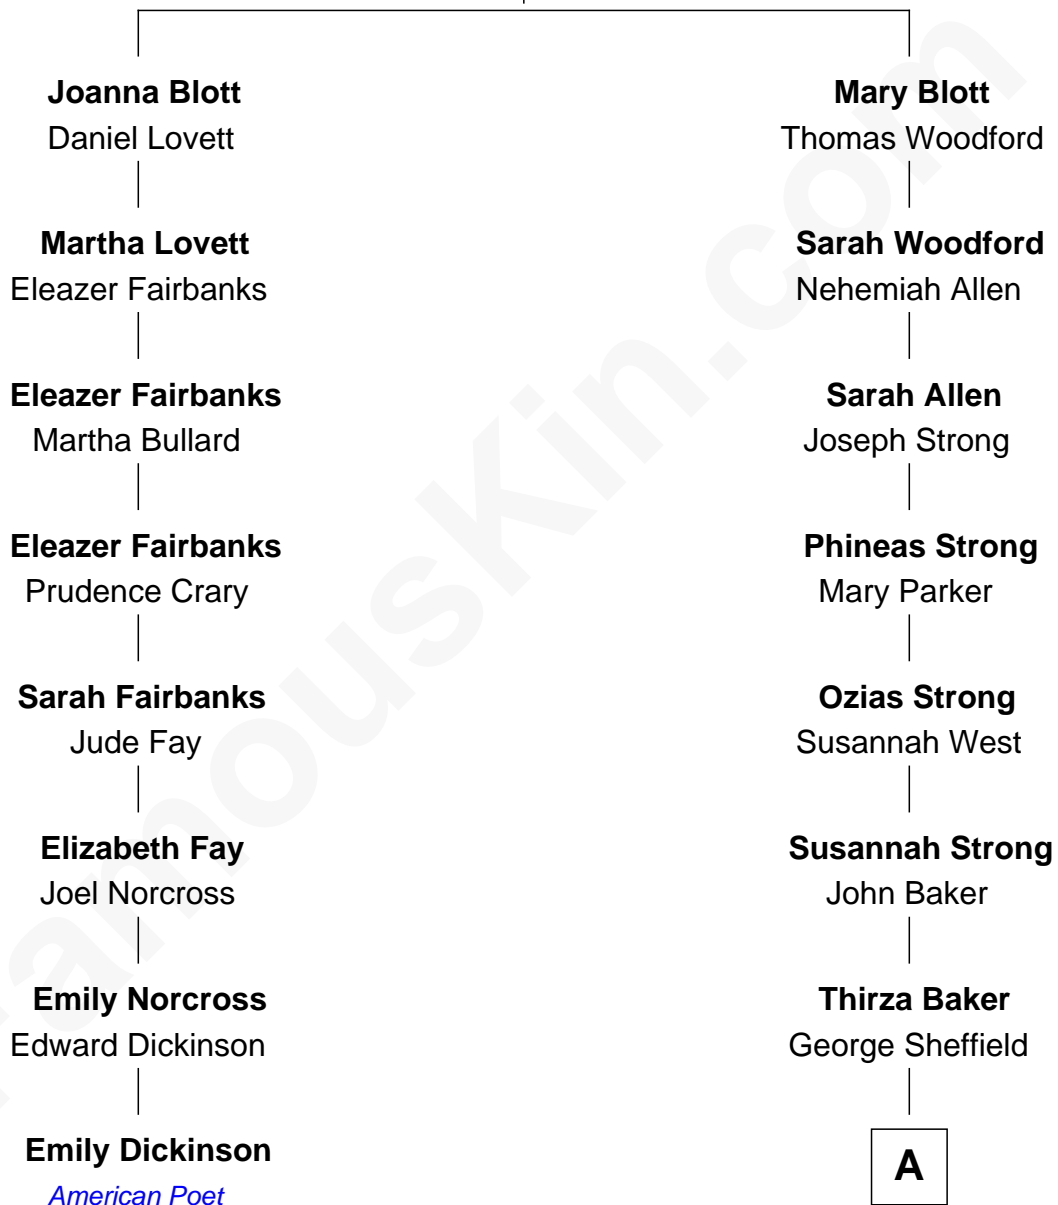 Joanna Blott
Daniel Lovett
Martha Lovett
Eleazer Fairbanks
Eleazer Fairbanks
Martha Bullard
Eleazer Fairbanks
Prudence Crary
Sarah Fairbanks
Jude Fay
Elizabeth Fay
Joel Norcross
Emily Norcross
Edward Dickinson
Emily Dickinson
American Poet
Mary Blott
Thomas Woodford
Sarah Woodford
Nehemiah Allen
Sarah Allen
Joseph Strong
Phineas Strong
Mary Parker
Ozias Strong
Susannah West
Susannah Strong
John Baker
Thirza Baker
George Sheffield
A
FamousKin.com